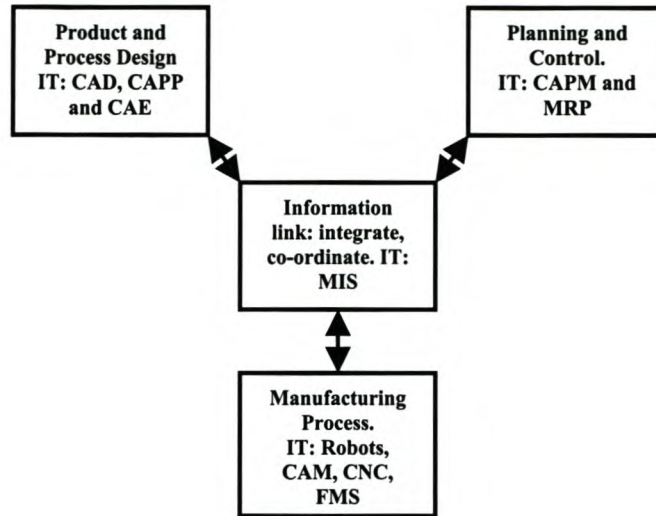 Product and
Process Design
IT: CAD, CAPP
and CAE
Planning and
Control.
IT: CAPM and
MRP
Information
link: integrate,
co-ordinate. IT:
MIS
Manufacturing
Process.
IT: Robots,
CAM, CNC,
FMS